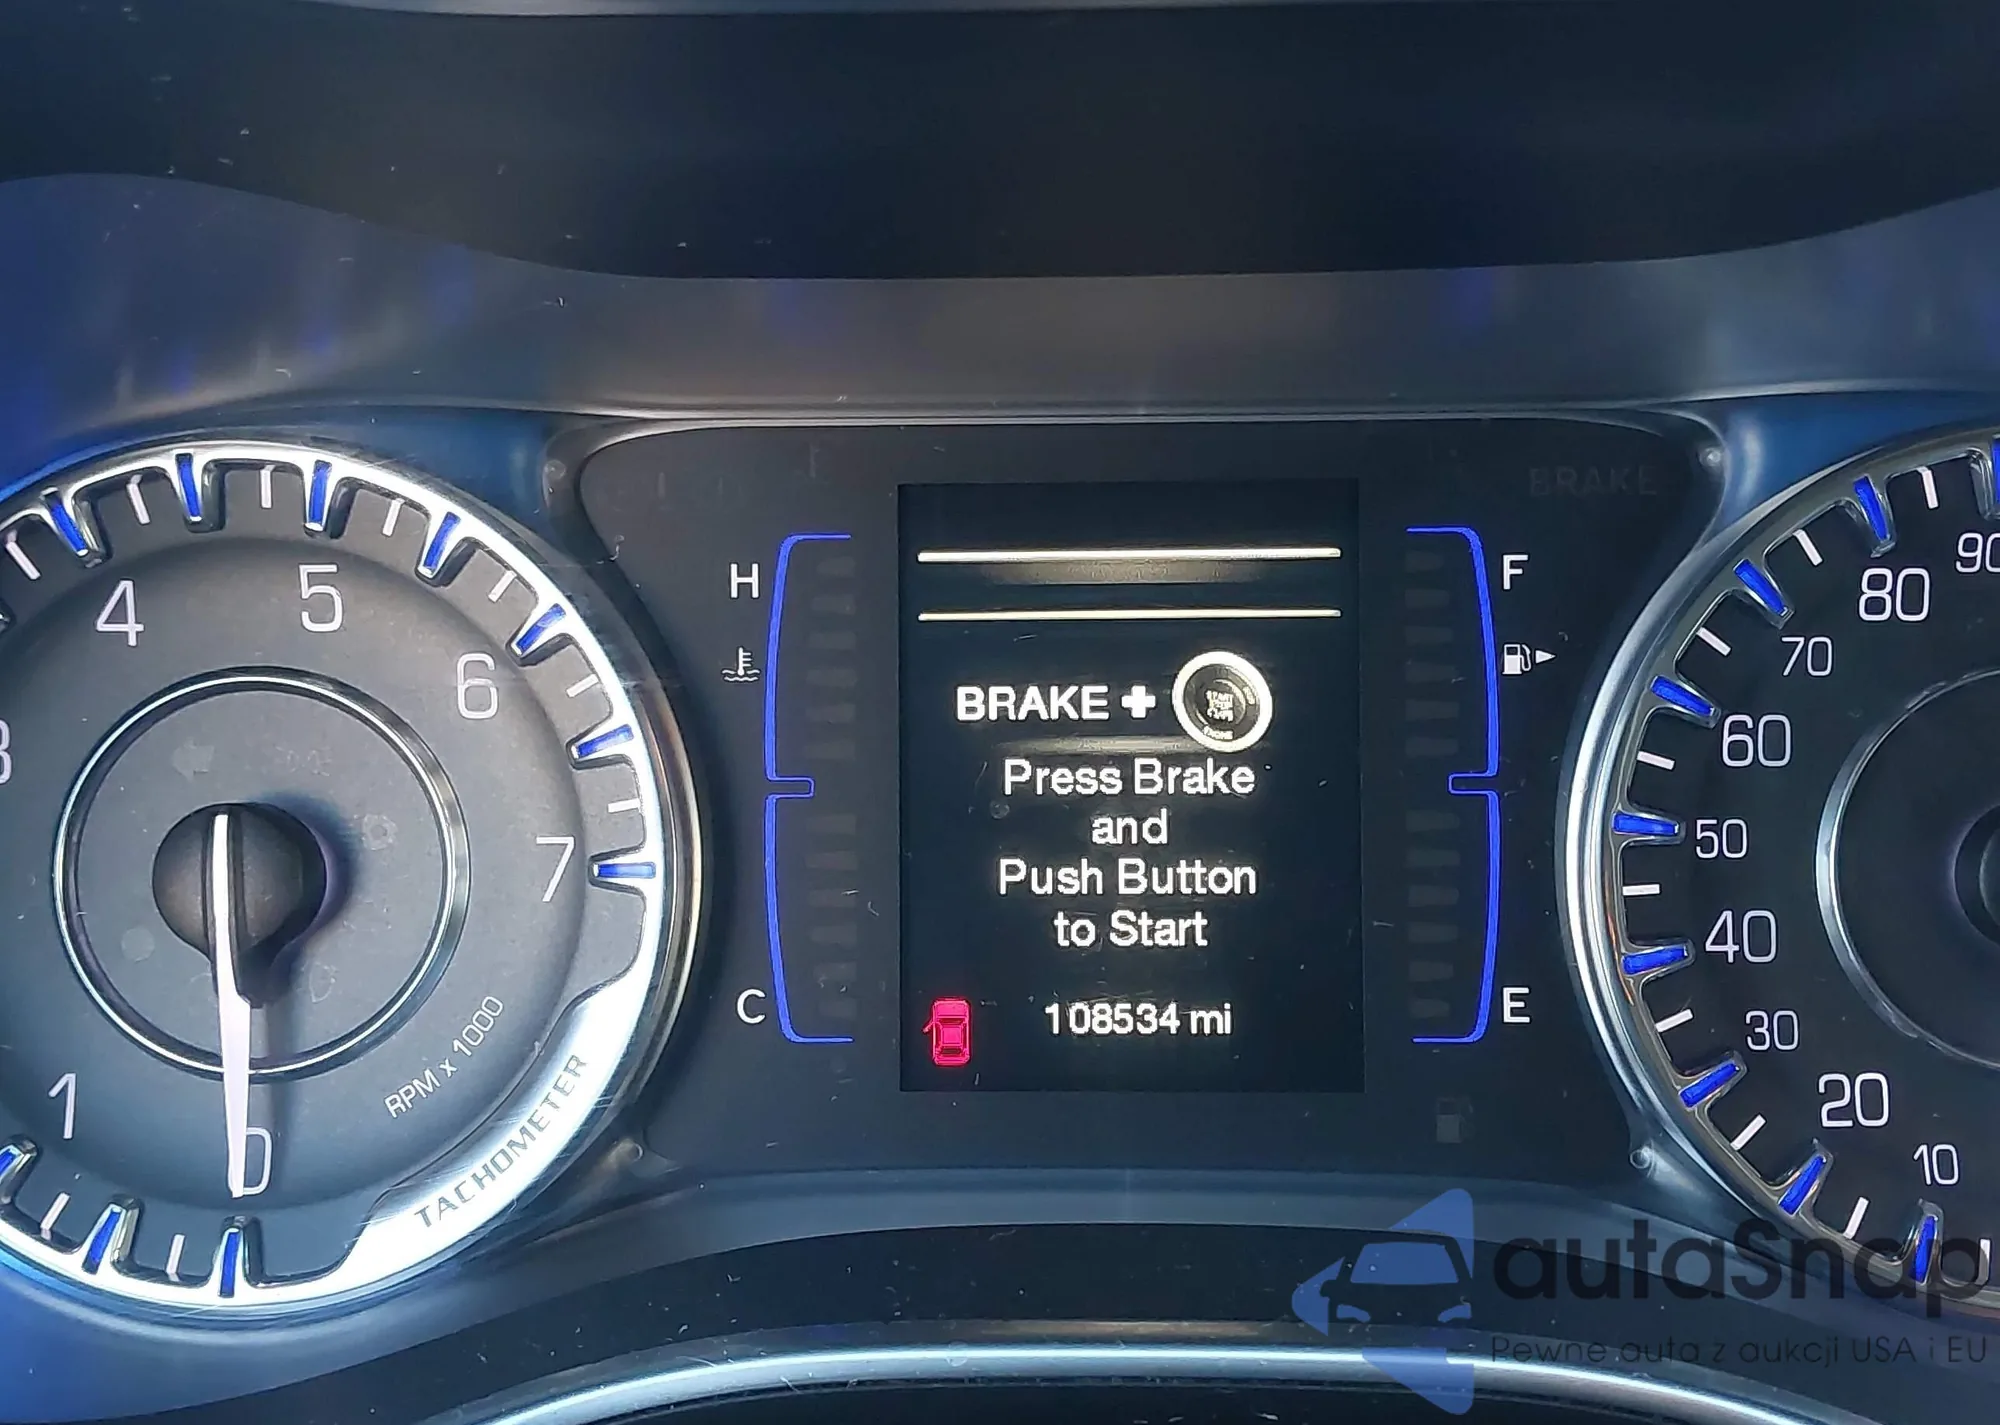 BRAKE
4
5
6
7
1
0
RPM x 1000
TACHOMETER
H
C
BRAKE +
Press Brake
and
Push Button
to Start
108534 mi
F
E
90
80
70
60
50
40
30
20
10
autaSnap
Pewne auta z aukcji USA i EU